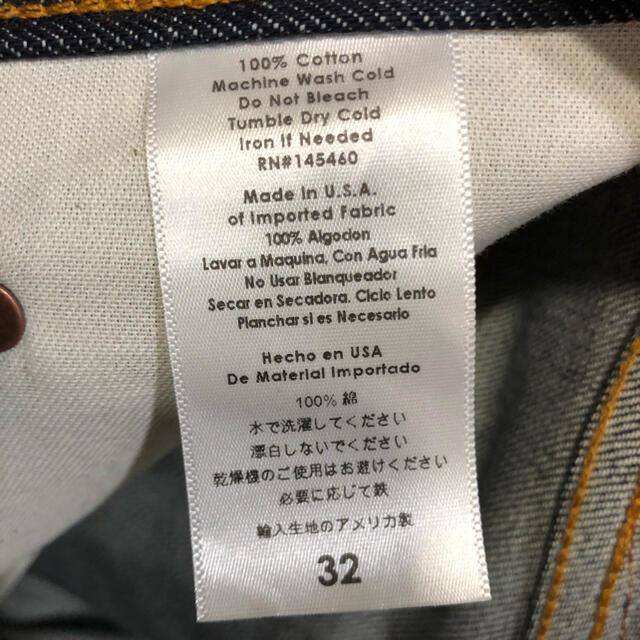 100% Cotton
Machine Wash Cold
Do Not Bleach
Tumble Dry Cold
Iron If Needed
RN#145460
Made in U.S.A.
of Imported Fabric
100% Algodon
Lavar a Maquina, Con Agua Fria
No Usar Blanqueador
Secar en Secadora, Ciclo Lento
Planchar si es Necesario
Hecho en USA
De Material Importado
100% 綿
水で洗濯してください
漂白しないでください
乾燥機のご使用はお避けください
必要に応じて鉄
輸入生地のアメリカ製
32